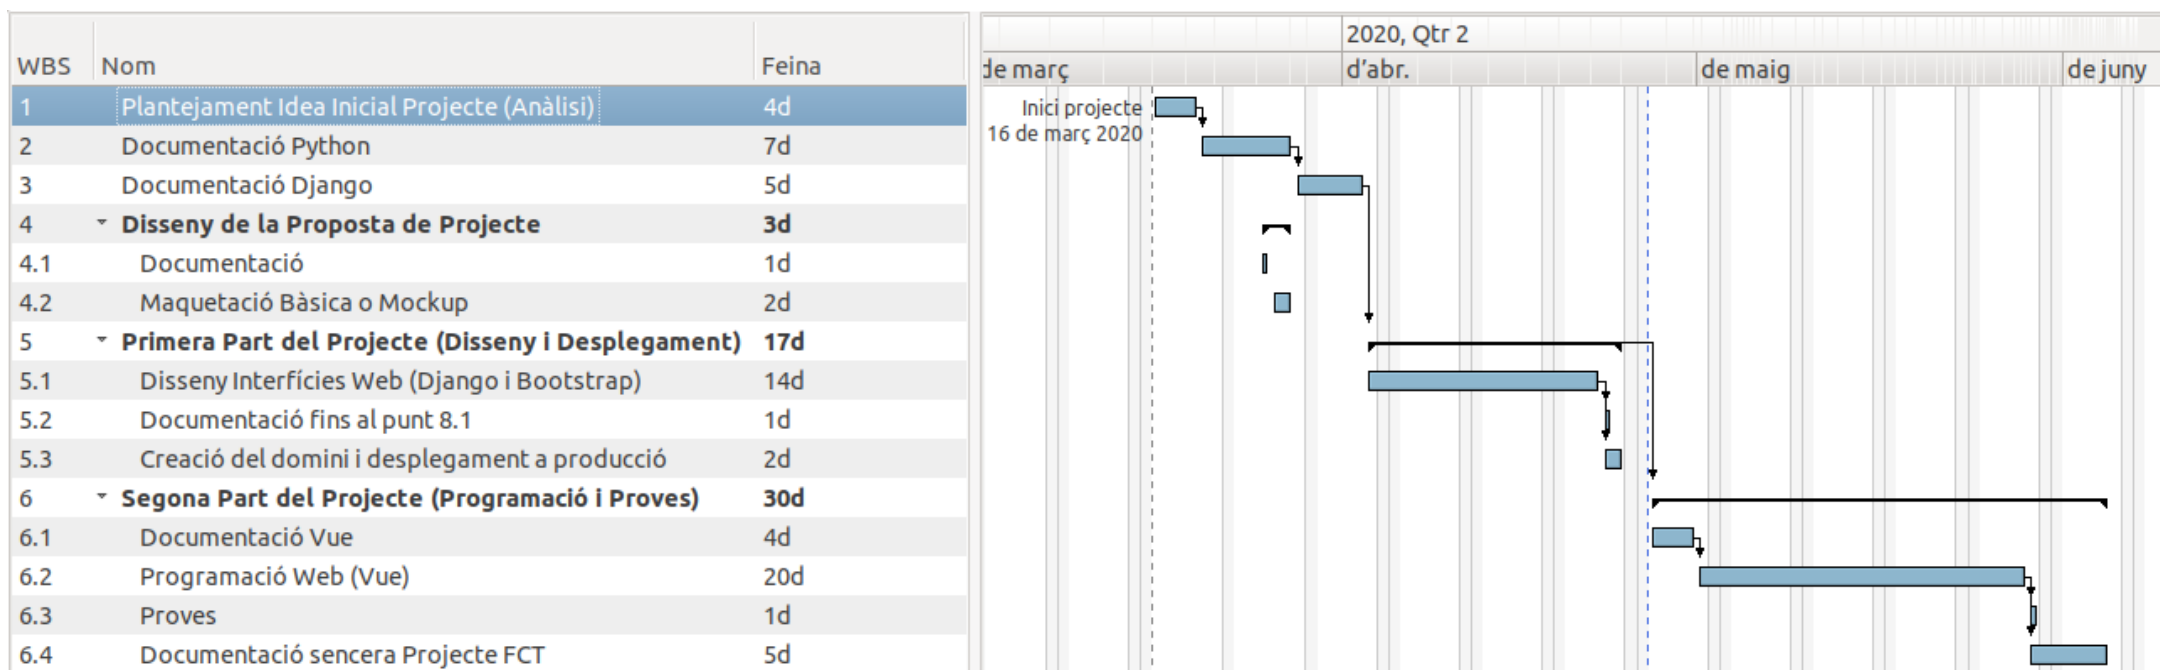 2020, Qtr 2
WBS Nom Feina
de març d'abr. de maig de juny
1 Plantejament Idea Inicial Projecte (Anàlisi) 4d
Inici projecte
16 de març 2020
2 Documentació Python 7d
3 Documentació Django 5d
4 Disseny de la Proposta de Projecte 3d
4.1 Documentació 1d
4.2 Maquetació Bàsica o Mockup 2d
5 Primera Part del Projecte (Disseny i Desplegament) 17d
5.1 Disseny Interfícies Web (Django i Bootstrap) 14d
5.2 Documentació fins al punt 8.1 1d
5.3 Creació del domini i desplegament a producció 2d
6 Segona Part del Projecte (Programació i Proves) 30d
6.1 Documentació Vue 4d
6.2 Programació Web (Vue) 20d
6.3 Proves 1d
6.4 Documentació sencera Projecte FCT 5d